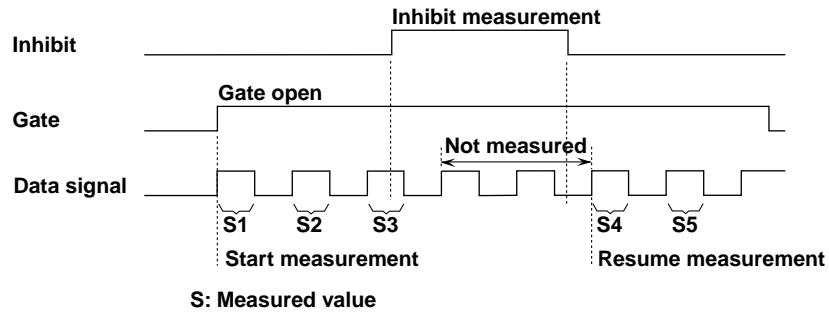 Inhibit measurement
Inhibit
Gate open
Gate
Not measured
Data signal
S1 S2 S3 S4 S5
Start measurement Resume measurement
S: Measured value